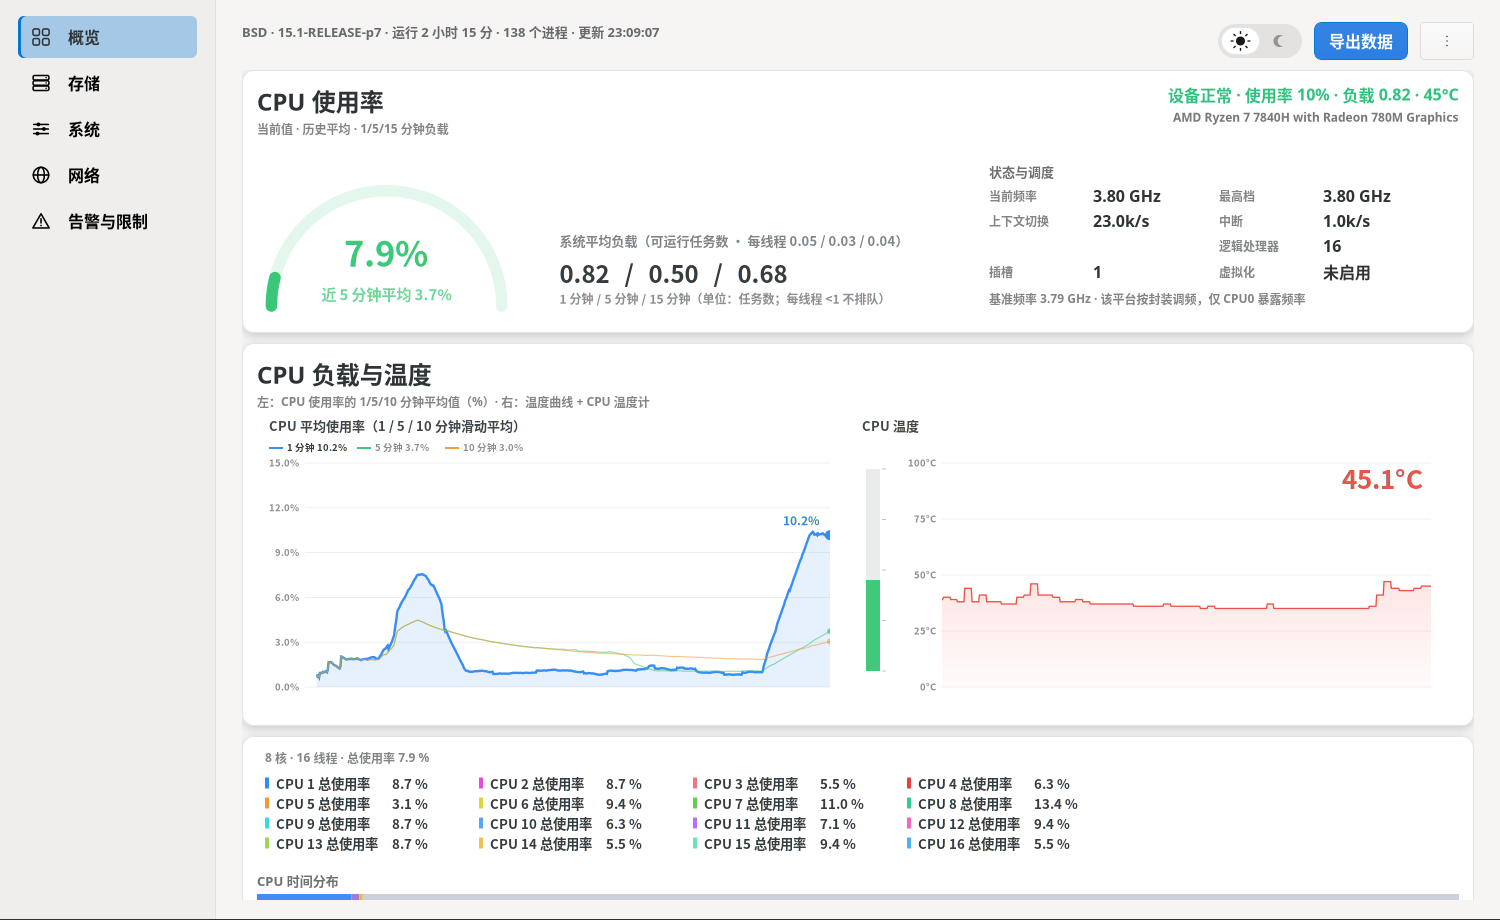 概览
存储
系统
网络
告警与限制
BSD · 15.1-RELEASE-p7 · 运行 2 小时 15 分 · 138 个进程 · 更新 23:09:07
导出数据
CPU 使用率
当前值 · 历史平均 · 1/5/15 分钟负载
设备正常 · 使用率 10% · 负载 0.82 · 45°C
AMD Ryzen 7 7840H with Radeon 780M Graphics
7.9%
近 5 分钟平均 3.7%
系统平均负载（可运行任务数 · 每线程 0.05 / 0.03 / 0.04）
0.82 / 0.50 / 0.68
1 分钟 / 5 分钟 / 15 分钟（单位：任务数；每线程 <1 不排队）
状态与调度
当前频率 3.80 GHz 最高档 3.80 GHz
上下文切换 23.0k/s 中断 1.0k/s
逻辑处理器 16
插槽 1 虚拟化 未启用
基准频率 3.79 GHz · 该平台按封装调频，仅 CPU0 暴露频率
CPU 负载与温度
左：CPU 使用率的 1/5/10 分钟平均值（%）· 右：温度曲线 + CPU 温度计
CPU 平均使用率（1 / 5 / 10 分钟滑动平均）
1 分钟 10.2% 5 分钟 3.7% 10 分钟 3.0%
15.0%
12.0%
9.0%
6.0%
3.0%
0.0%
10.2%
CPU 温度
100°C
75°C
50°C
25°C
0°C
45.1°C
8 核 · 16 线程 · 总使用率 7.9 %
CPU 1 总使用率 8.7 % CPU 2 总使用率 8.7 % CPU 3 总使用率 5.5 % CPU 4 总使用率 6.3 %
CPU 5 总使用率 3.1 % CPU 6 总使用率 9.4 % CPU 7 总使用率 11.0 % CPU 8 总使用率 13.4 %
CPU 9 总使用率 8.7 % CPU 10 总使用率 6.3 % CPU 11 总使用率 7.1 % CPU 12 总使用率 9.4 %
CPU 13 总使用率 8.7 % CPU 14 总使用率 5.5 % CPU 15 总使用率 9.4 % CPU 16 总使用率 5.5 %
CPU 时间分布